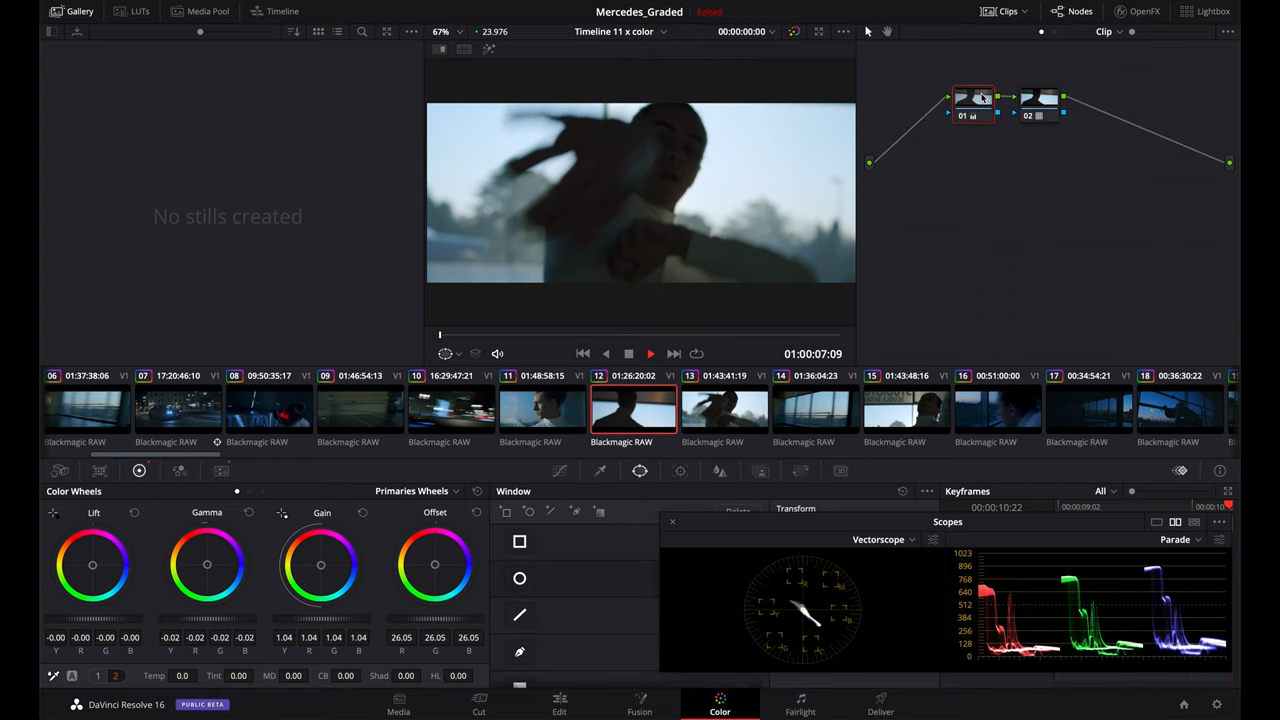 Gallery LUTs Media Pool Timeline Mercedes_Graded Edited Clips Nodes OpenFX Lightbox
67% 23.976 Timeline 11 x color 00:00:00:00 Clip
01 02
No stills created
01:00:07:09
06 01:37:38:06 V1 07 17:20:46:10 V1 08 09:50:35:17 V1 09 01:46:54:13 V1 10 16:29:47:21 V1 11 01:48:58:15 V1 12 01:26:20:02 V1 13 01:43:41:19 V1 14 01:36:04:23 V1 15 01:43:48:16 V1 16 00:51:00:00 V1 17 00:34:54:21 V1 18 00:36:30:22 V1
Blackmagic RAW Blackmagic RAW Blackmagic RAW Blackmagic RAW Blackmagic RAW Blackmagic RAW Blackmagic RAW Blackmagic RAW Blackmagic RAW Blackmagic RAW Blackmagic RAW Blackmagic RAW Blackmagic RAW
Color Wheels Primaries Wheels Window Keyframes All
Lift Gamma Gain Offset Transform 00:00:10:22 00:00:09:02
Scopes
Vectorscope Parade
R M B C G Y
1023
896
768
640
512
384
256
128
0
-0.00 -0.00 -0.00 -0.00 -0.02 -0.02 -0.02 -0.02 1.04 1.04 1.04 1.04 26.05 26.05 26.05
Y R G B Y R G B Y R G B R G B
A 1 2 Temp 0.0 Tint 0.00 MD 0.00 CB 0.00 Shad 0.00 HL 0.00
DaVinci Resolve 16 PUBLIC BETA Media Cut Edit Fusion Color Fairlight Deliver